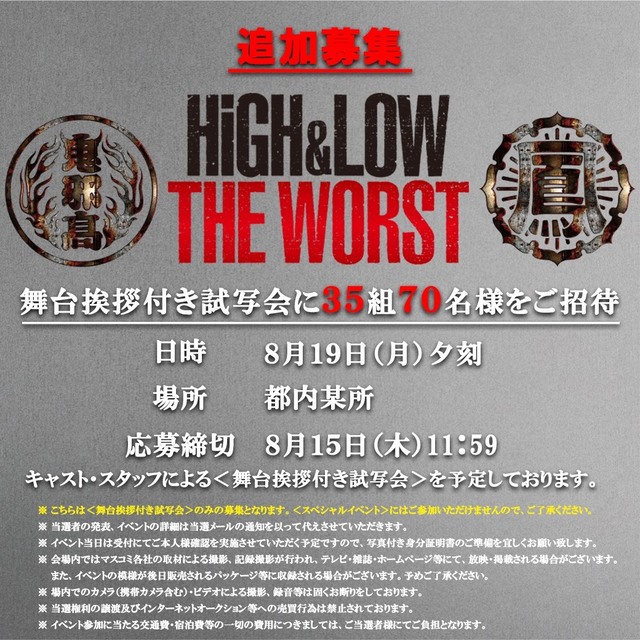 追加募集
鬼邪高
HiGH&LOW
THE WORST
舞台挨拶付き試写会に35組70名様をご招待
日時 8月19日(月)夕刻
場所 都内某所
応募締切 8月15日(木)11:59
キャスト・スタッフによる＜舞台挨拶付き試写会＞を予定しております。
※ こちらは＜舞台挨拶付き試写会＞のみの募集となります。＜スペシャルイベント＞にはご参加いただけませんので、ご了承ください。
※ 当選者の発表、イベントの詳細は当選メールの通知を以って代えさせていただきます。
※ イベント当日は受付にてご本人様確認を実施させていただく予定ですので、写真付き身分証明書のご準備を宜しくお願い致します。
※ 会場内ではマスコミ各社の取材による撮影、記録撮影が行われ、テレビ・雑誌・ホームページ等にて、放映・掲載される場合がございます。
また、イベントの模様が後日販売されるパッケージ等に収録される場合がございます。予めご了承ください。
※ 場内でのカメラ（携帯カメラ含む）・ビデオによる撮影、録音等は固くお断りをしております。
※ 当選権利の譲渡及びインターネットオークション等への売買行為は禁止されております。
※ イベント参加に当たる交通費・宿泊費等の一切の費用につきましては、ご当選者様にてご負担となります。